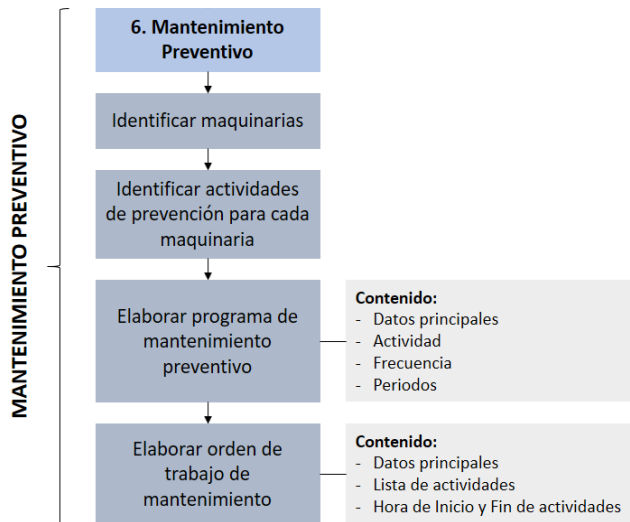 MANTENIMIENTO PREVENTIVO
6. Mantenimiento
Preventivo
Identificar maquinarias
Identificar actividades
de prevención para cada
maquinaria
Elaborar programa de
mantenimiento
preventivo
Contenido:
- Datos principales
- Actividad
- Frecuencia
- Periodos
Elaborar orden de
trabajo de
mantenimiento
Contenido:
- Datos principales
- Lista de actividades
- Hora de Inicio y Fin de actividades